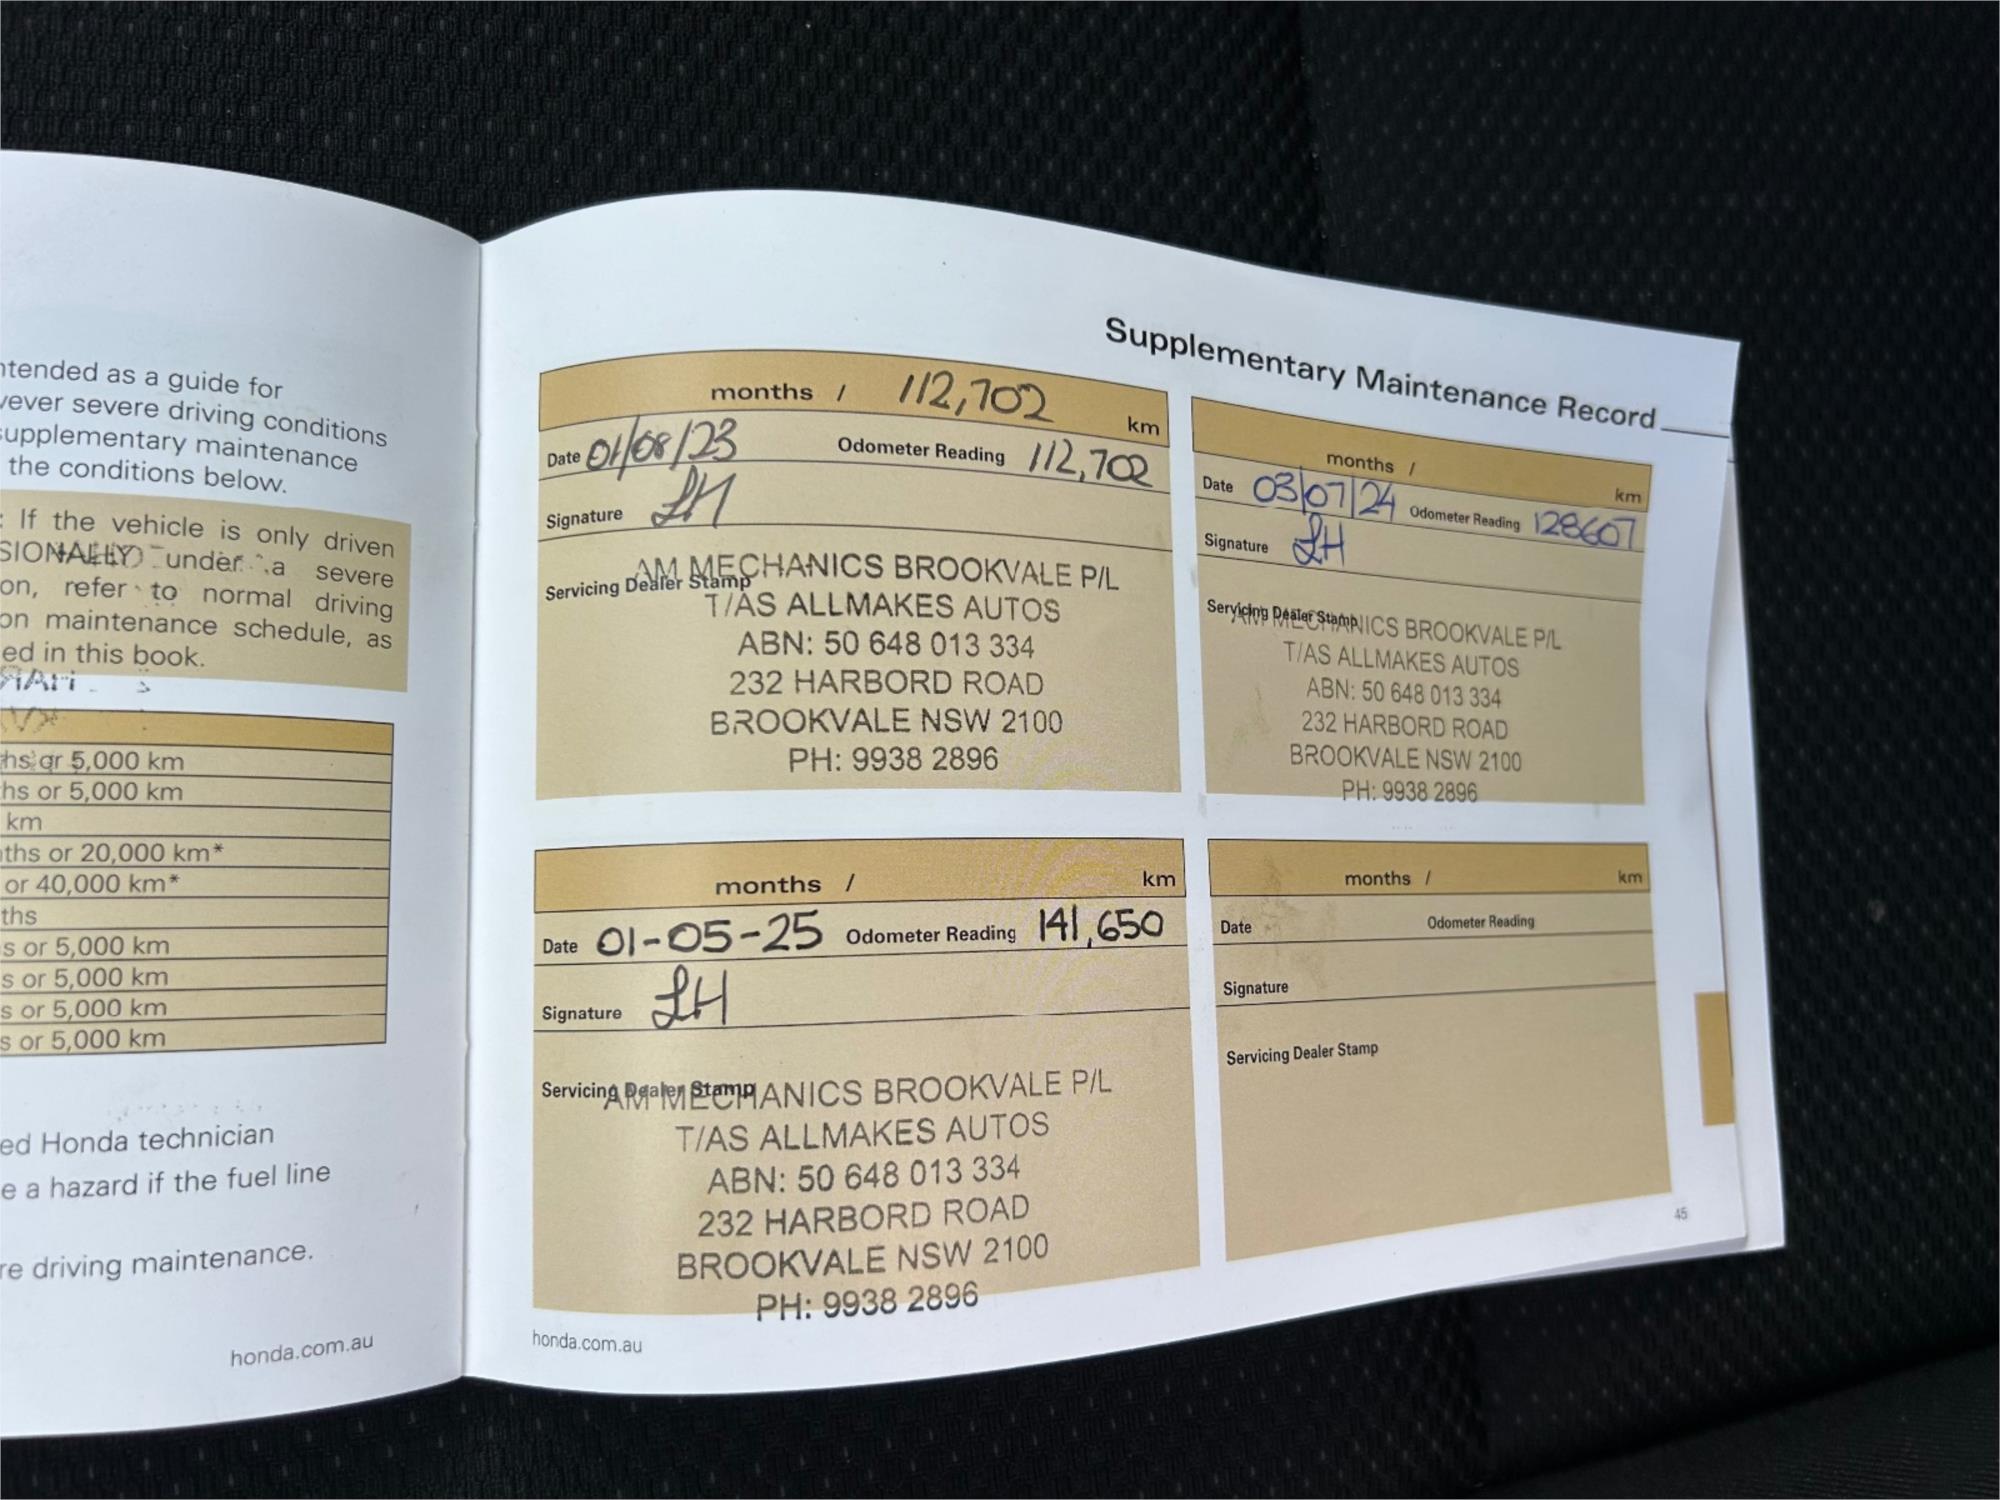 ntended as a guide for
vever severe driving conditions
supplementary maintenance
the conditions below.
: If the vehicle is only driven
SIONALLY under a severe
on, refer to normal driving
on maintenance schedule, as
ed in this book.
hs or 5,000 km
ths or 5,000 km
km
ths or 20,000 km*
or 40,000 km*
ths
s or 5,000 km
s or 5,000 km
s or 5,000 km
s or 5,000 km
ed Honda technician
e a hazard if the fuel line
re driving maintenance.
honda.com.au
Supplementary Maintenance Record
months / 112,702 km
Date 01/08/23 Odometer Reading 112,702
Signature LH
Servicing Dealer Stamp
AM MECHANICS BROOKVALE P/L
T/AS ALLMAKES AUTOS
ABN: 50 648 013 334
232 HARBORD ROAD
BROOKVALE NSW 2100
PH: 9938 2896
months / km
Date 03/07/24 Odometer Reading 128607
Signature LH
Servicing Dealer Stamp
AM MECHANICS BROOKVALE P/L
T/AS ALLMAKES AUTOS
ABN: 50 648 013 334
232 HARBORD ROAD
BROOKVALE NSW 2100
PH: 9938 2896
months / km
Date 01-05-25 Odometer Reading 141,650
Signature LH
Servicing Dealer Stamp
AM MECHANICS BROOKVALE P/L
T/AS ALLMAKES AUTOS
ABN: 50 648 013 334
232 HARBORD ROAD
BROOKVALE NSW 2100
PH: 9938 2896
months / km
Date Odometer Reading
Signature
Servicing Dealer Stamp
45
honda.com.au